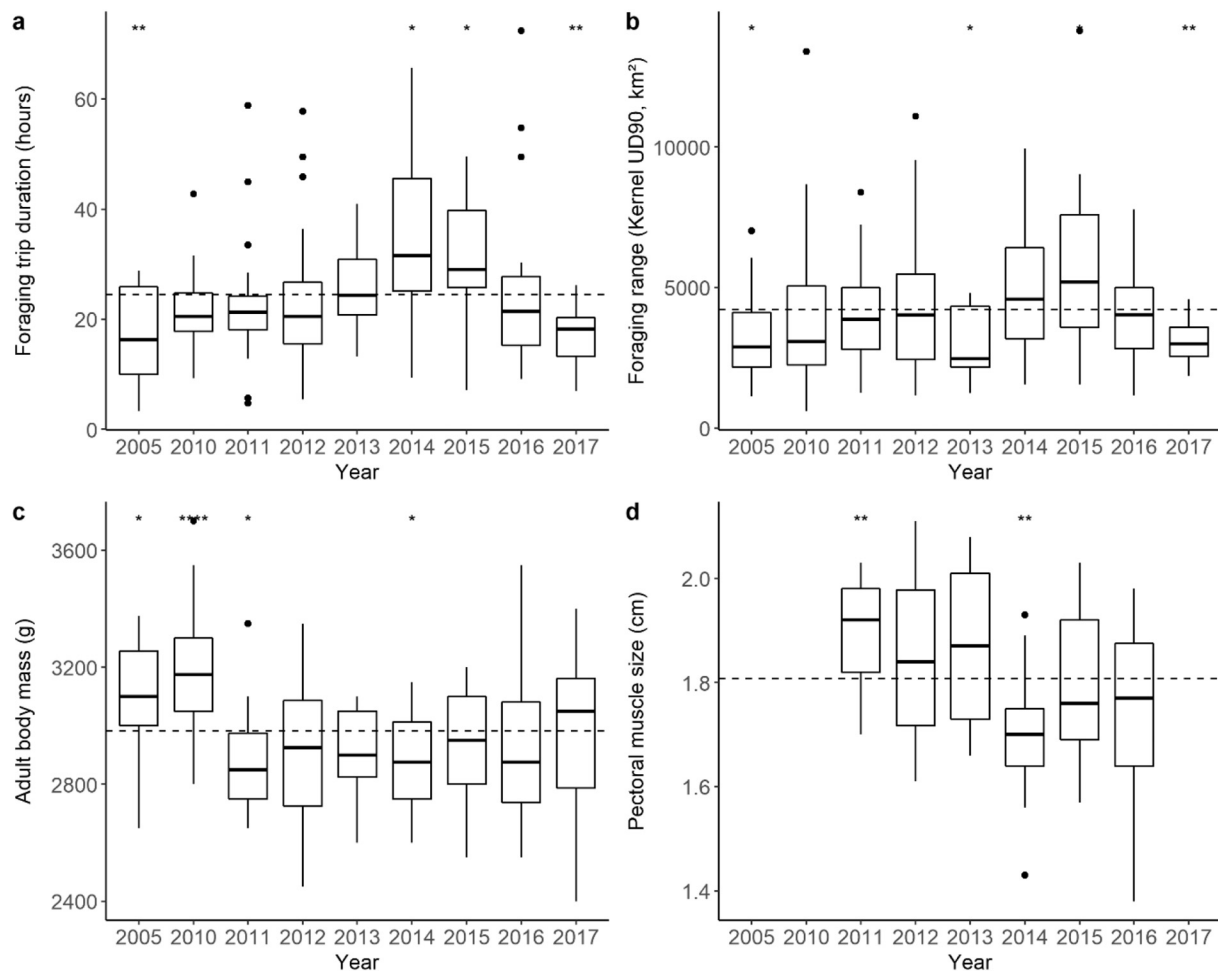 a
** * * **
Foraging trip duration (hours)
60
40
20
0
2005 2010 2011 2012 2013 2014 2015 2016 2017
Year
b
* * * **
Foraging range (Kernel UD90, km²)
10000
5000
0
2005 2010 2011 2012 2013 2014 2015 2016 2017
Year
c
* **** * *
Adult body mass (g)
3600
3200
2800
2400
2005 2010 2011 2012 2013 2014 2015 2016 2017
Year
d
** **
Pectoral muscle size (cm)
2.0
1.8
1.6
1.4
2005 2010 2011 2012 2013 2014 2015 2016 2017
Year